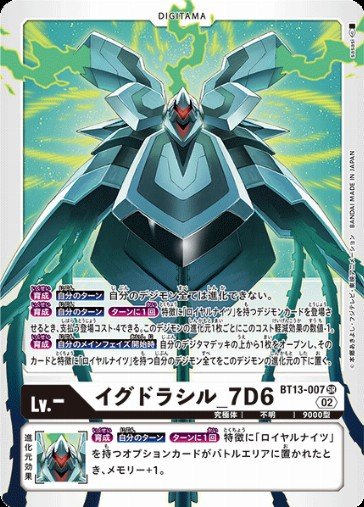 DIGITAMA
育成 自分のターン 自分のデジモン全ては進化できない。
育成 自分のターン ターンに1回 特徴に「ロイヤルナイツ」を持つデジモンカードを登場さ
せるとき、支払う登場コスト-4できる。このデジモンの進化元1枚ごとにこのコスト軽減効果の数値-1。
育成 自分のメインフェイズ開始時 自分のデジタマデッキの上から1枚をオープンし、その
カードと特徴に「ロイヤルナイツ」を持つ自分のデジモン全てをこのデジモンの進化元の下に置く。
Lv.-
イグドラシル_7D6
BT13-007 SR
02
究極体 不明 9000型
進化元効果
育成 自分のターン ターンに1回 特徴に「ロイヤルナイツ」
を持つオプションカードがバトルエリアに置かれたと
き、メモリー+1。
BANDAI MADE IN JAPAN